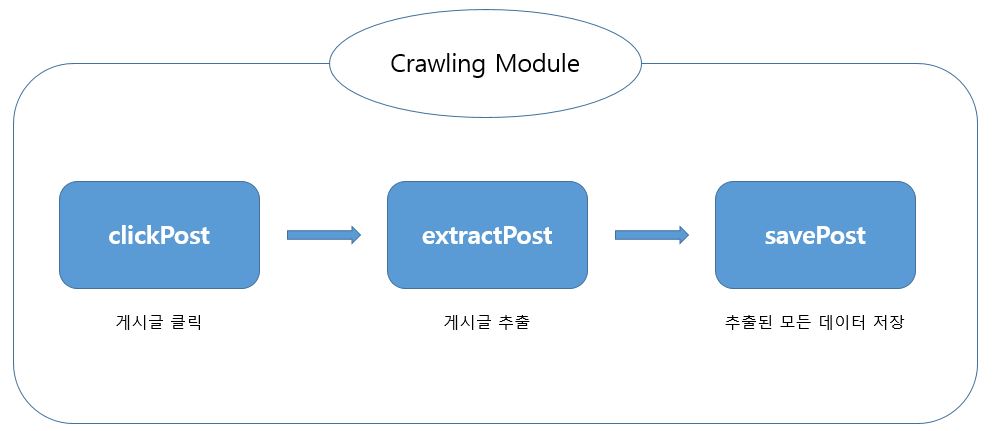 Crawling Module
clickPost
extractPost
savePost
게시글 클릭
게시글 추출
추출된 모든 데이터 저장